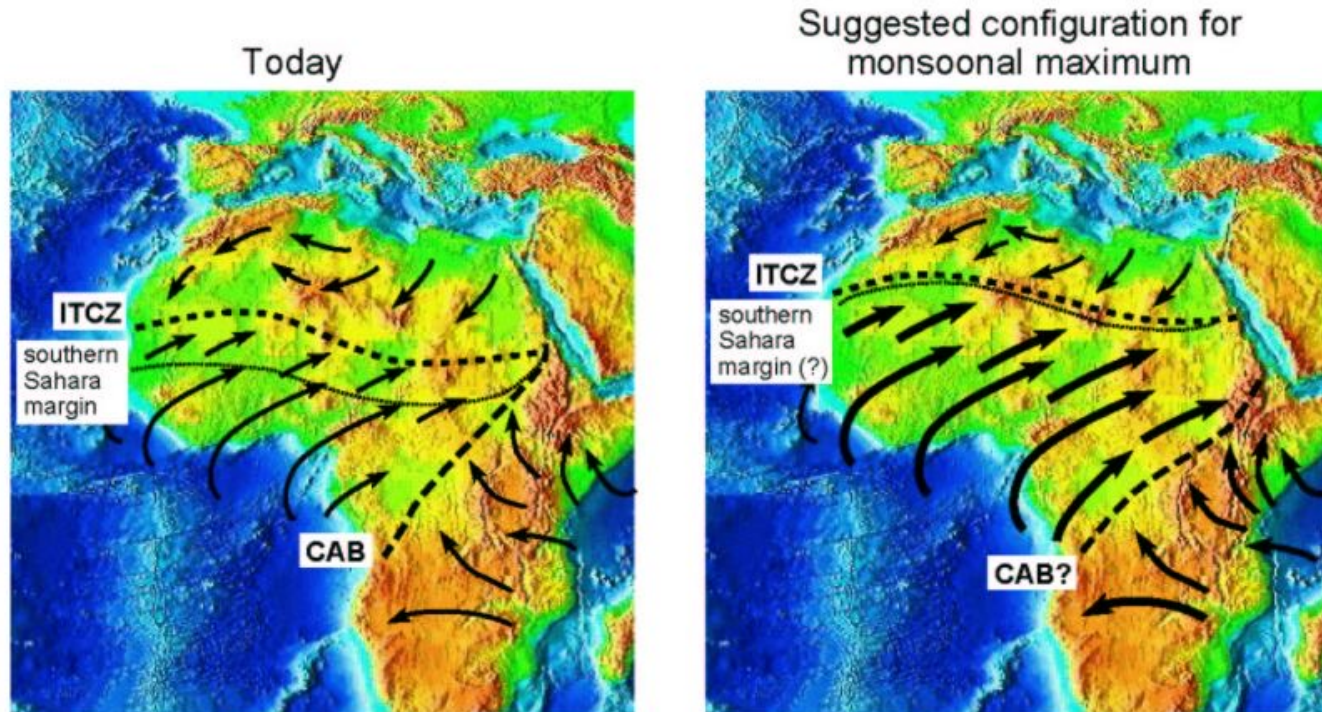 Today
ITCZ
southern
Sahara
margin
CAB
Suggested configuration for
monsoonal maximum
ITCZ
southern
Sahara
margin (?)
CAB?